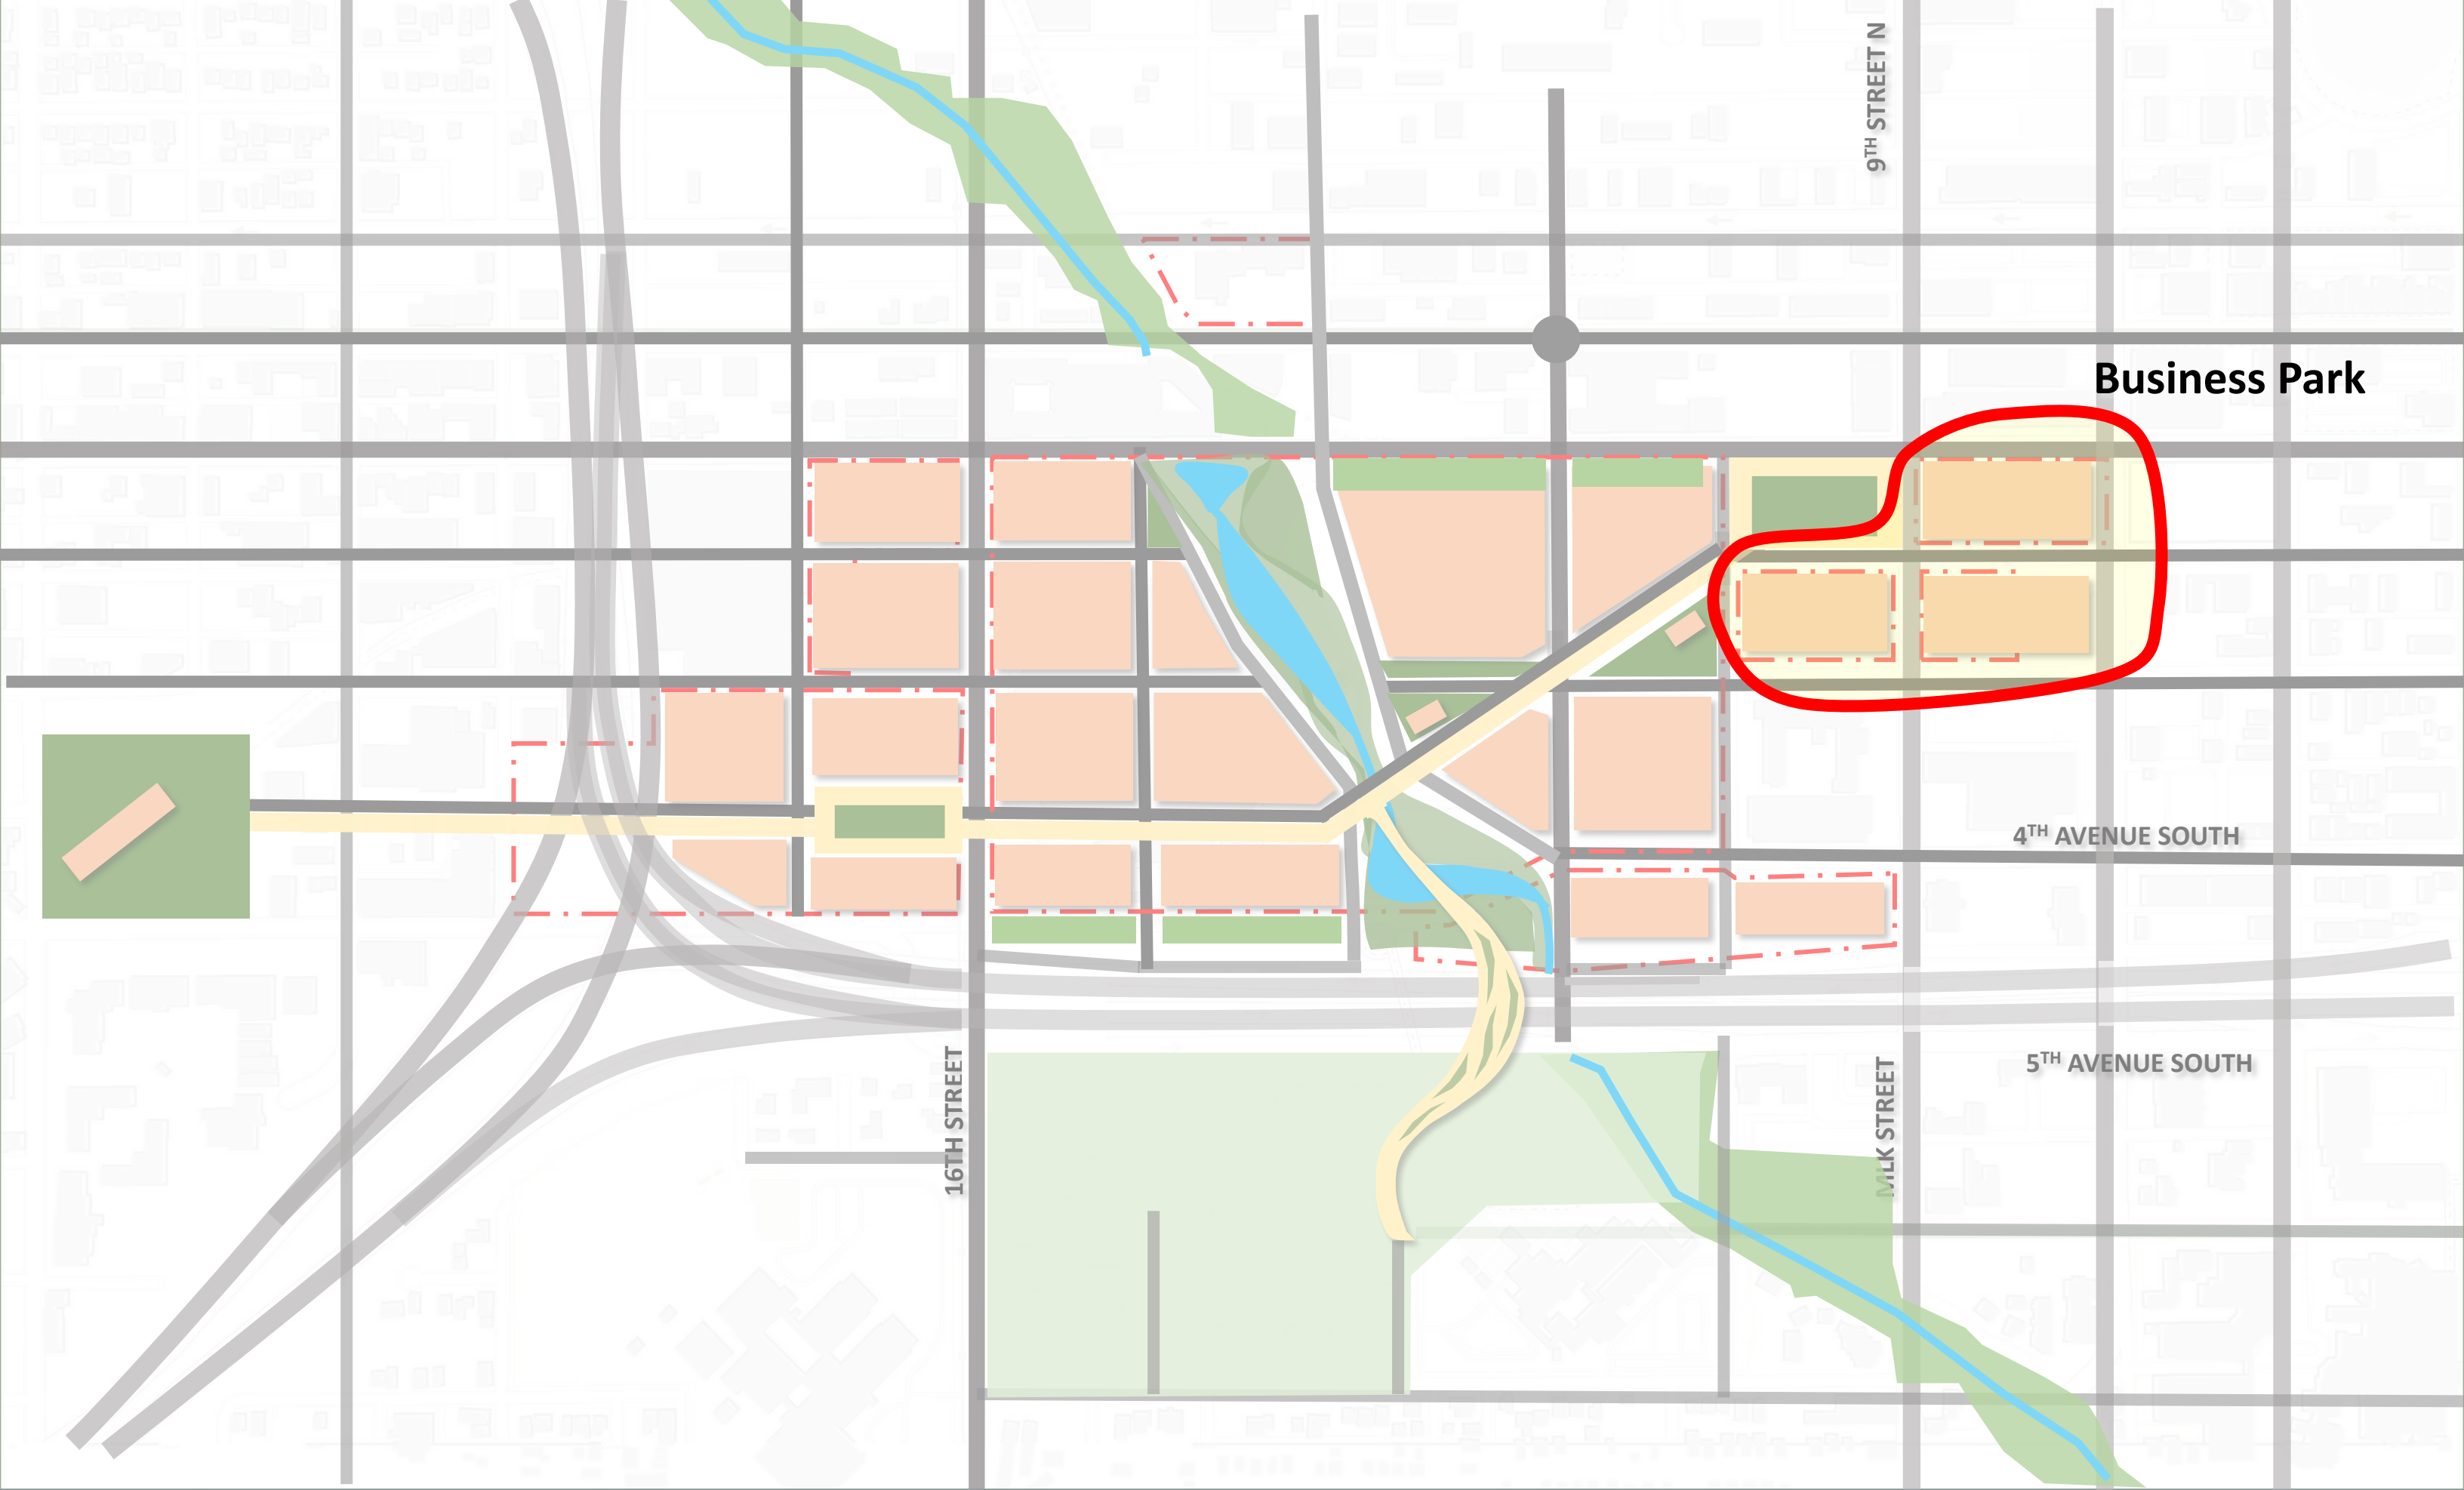 9TH STREET N
Business Park
4TH AVENUE SOUTH
16TH STREET
MLK STREET
5TH AVENUE SOUTH